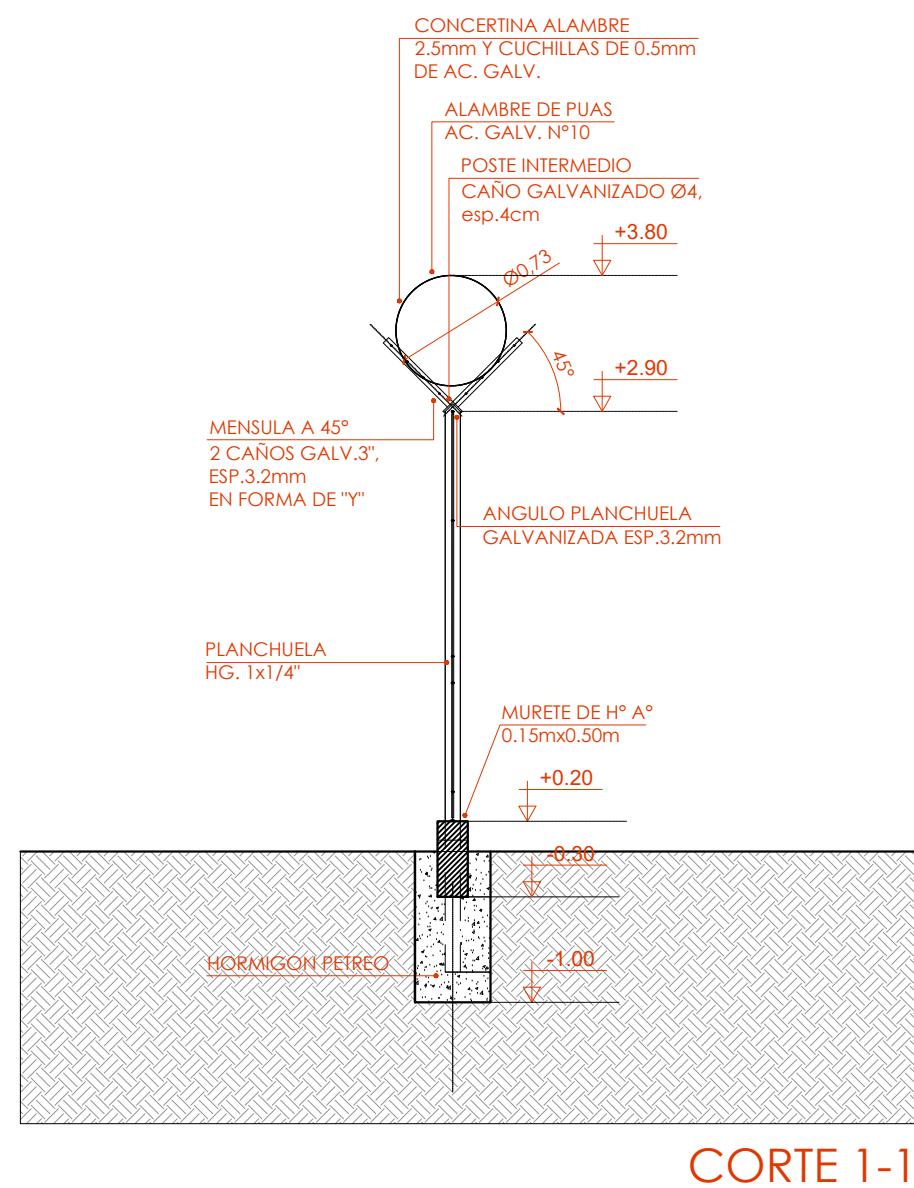 CONCERTINA ALAMBRE
2.5mm Y CUCHILLAS DE 0.5mm
DE AC. GALV.
ALAMBRE DE PUAS
AC. GALV. Nº10
POSTE INTERMEDIO
CAÑO GALVANIZADO Ø4,
esp.4cm
+3.80
Ø0,73
45°
+2.90
MENSULA A 45°
2 CAÑOS GALV.3",
ESP.3.2mm
EN FORMA DE "Y"
ANGULO PLANCHUELA
GALVANIZADA ESP.3.2mm
PLANCHUELA
HG. 1x1/4"
MURETE DE H° A°
0.15mx0.50m
+0.20
-0.30
HORMIGON PETREO
-1.00
CORTE 1-1